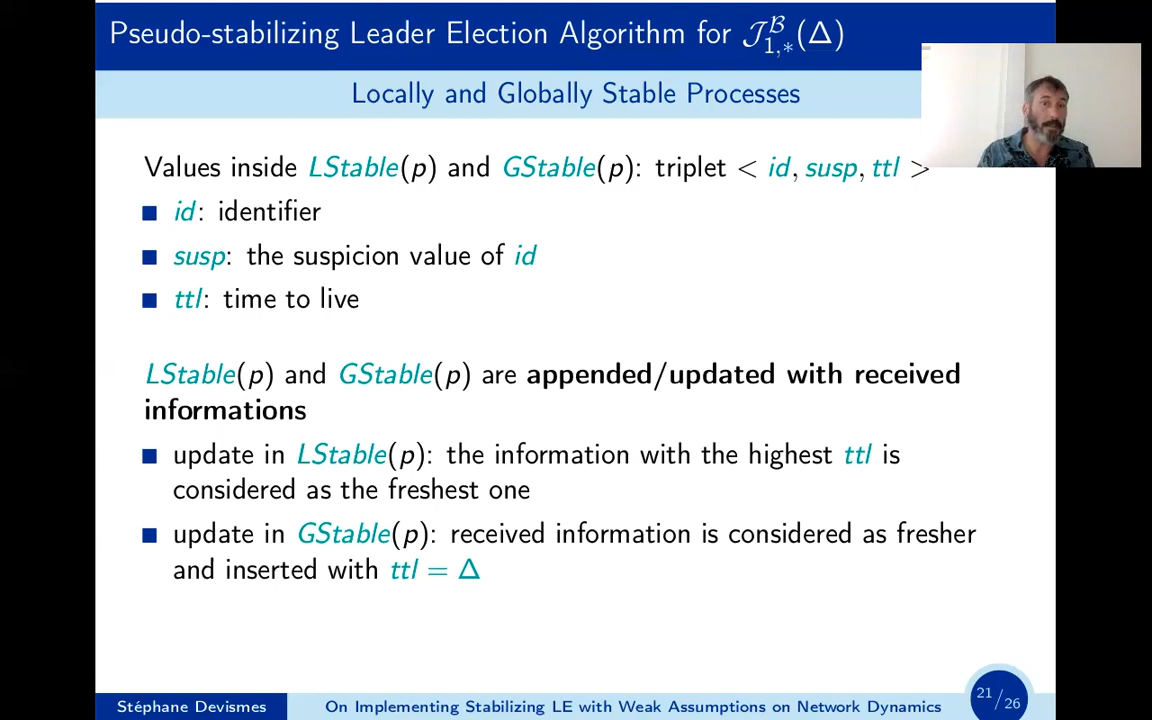 Pseudo-stabilizing Leader Election Algorithm for 𝒥₁,*ᴮ(Δ)
Locally and Globally Stable Processes
Values inside LStable(p) and GStable(p): triplet < id, susp, ttl >
■ id: identifier
■ susp: the suspicion value of id
■ ttl: time to live
LStable(p) and GStable(p) are appended/updated with received
informations
■ update in LStable(p): the information with the highest ttl is
considered as the freshest one
■ update in GStable(p): received information is considered as fresher
and inserted with ttl = Δ
Stéphane Devismes
On Implementing Stabilizing LE with Weak Assumptions on Network Dynamics
21/26